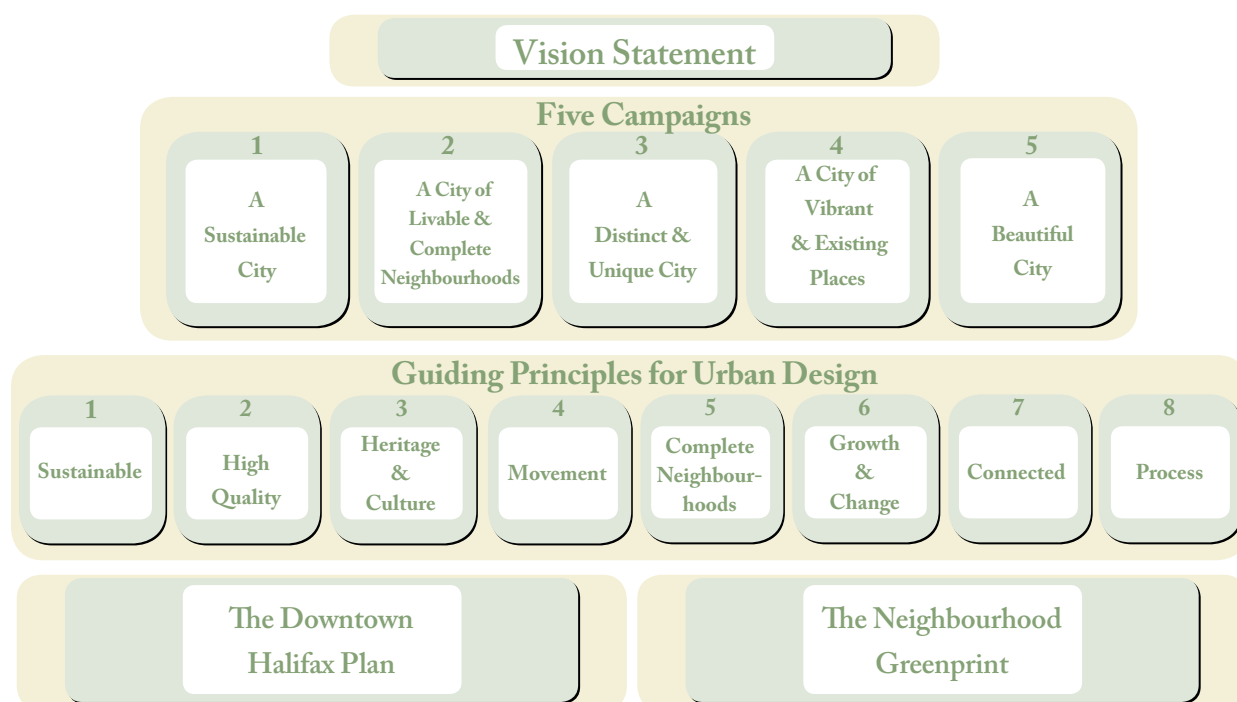 Vision Statement
Five Campaigns
1
A
Sustainable
City
2
A City of
Livable &
Complete
Neighbourhoods
3
A
Distinct &
Unique City
4
A City of
Vibrant
& Existing
Places
5
A
Beautiful
City
Guiding Principles for Urban Design
1
Sustainable
2
High
Quality
3
Heritage
&
Culture
4
Movement
5
Complete
Neighbour-
hoods
6
Growth
&
Change
7
Connected
8
Process
The Downtown
Halifax Plan
The Neighbourhood
Greenprint